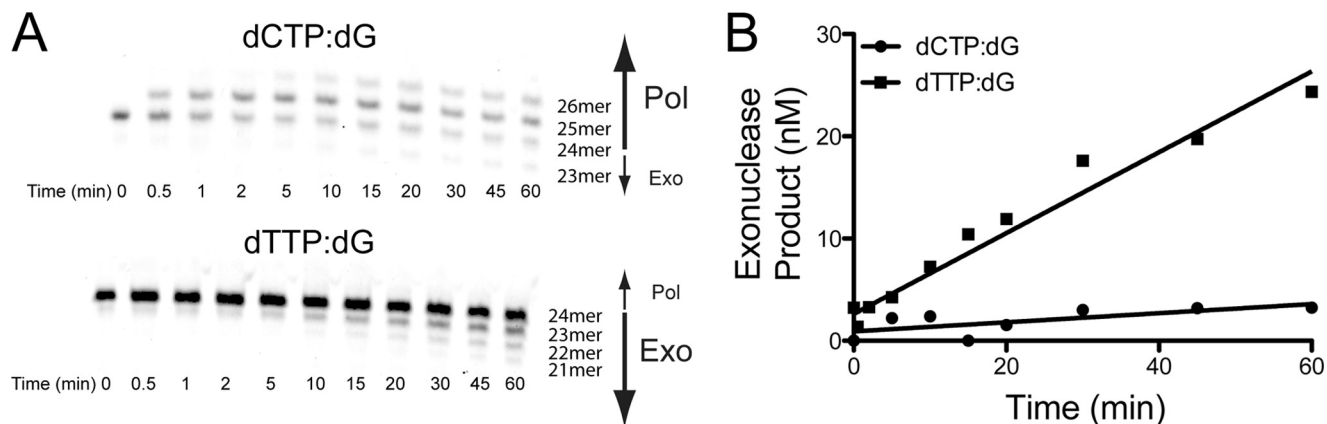 A
dCTP:dG
26mer
25mer
24mer
23mer
Pol
Exo
Time (min) 0 0.5 1 2 5 10 15 20 30 45 60
dTTP:dG
24mer
23mer
22mer
21mer
Pol
Exo
Time (min) 0 0.5 1 2 5 10 15 20 30 45 60
B
dCTP:dG
dTTP:dG
Exonuclease
Product (nM)
30
20
10
0
0 20 40 60
Time (min)